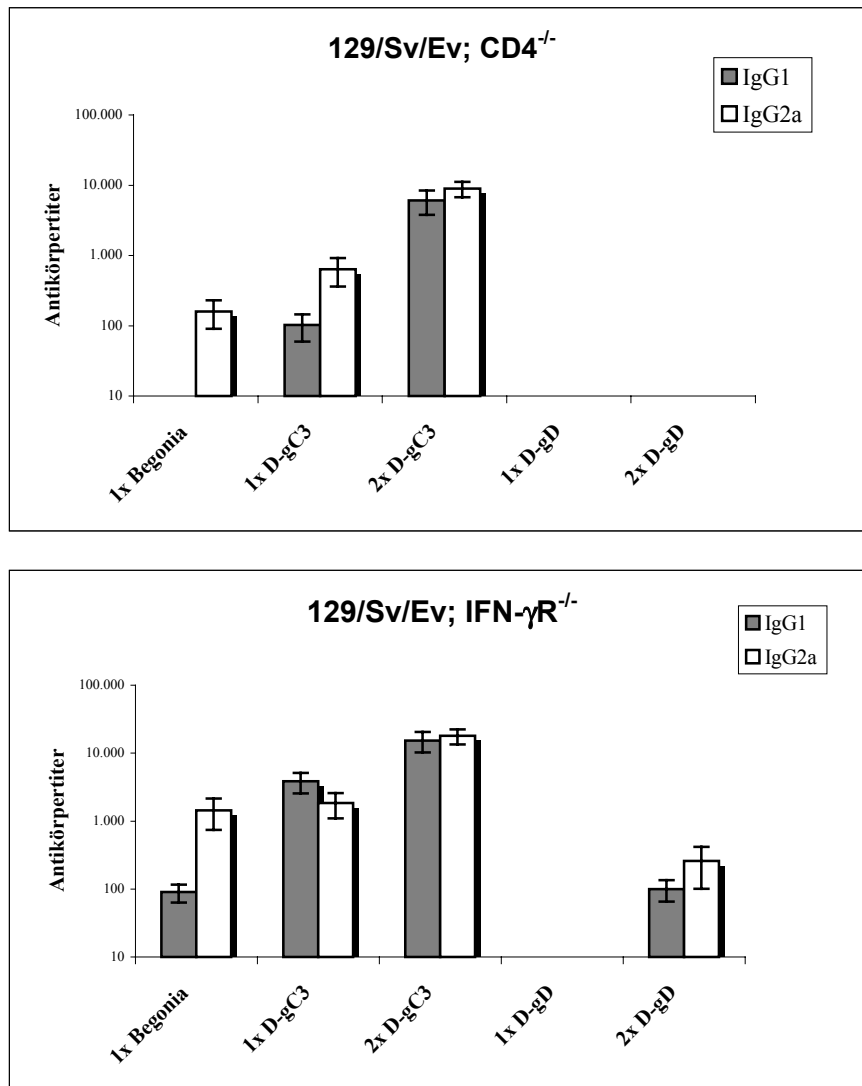 129/Sv/Ev; CD4-/-
IgG1
IgG2a
Antikörpertiter
100.000
10.000
1.000
100
10
1x Begonia
1x D-gC3
2x D-gC3
1x D-gD
2x D-gD
129/Sv/Ev; IFN-γR-/-
IgG1
IgG2a
Antikörpertiter
100.000
10.000
1.000
100
10
1x Begonia
1x D-gC3
2x D-gC3
1x D-gD
2x D-gD